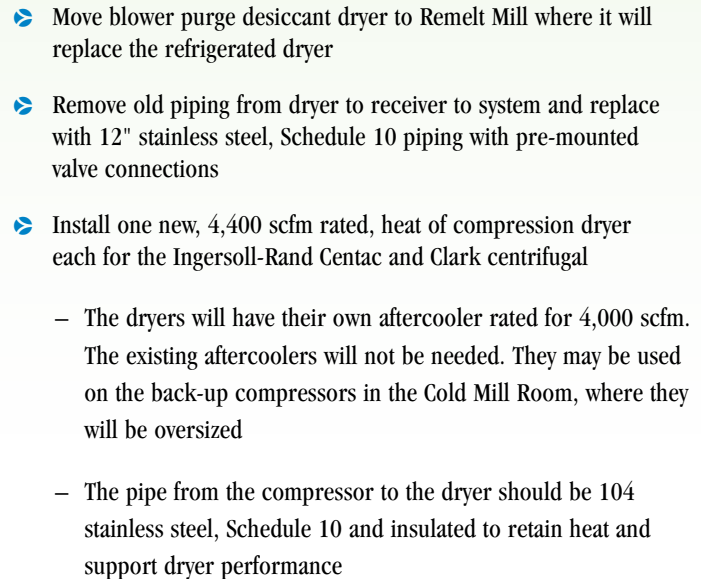 Move blower purge desiccant dryer to Remelt Mill where it will
replace the refrigerated dryer
Remove old piping from dryer to receiver to system and replace
with 12" stainless steel, Schedule 10 piping with pre-mounted
valve connections
Install one new, 4,400 scfm rated, heat of compression dryer
each for the Ingersoll-Rand Centac and Clark centrifugal
– The dryers will have their own aftercooler rated for 4,000 scfm.
The existing aftercoolers will not be needed. They may be used
on the back-up compressors in the Cold Mill Room, where they
will be oversized
– The pipe from the compressor to the dryer should be 104
stainless steel, Schedule 10 and insulated to retain heat and
support dryer performance